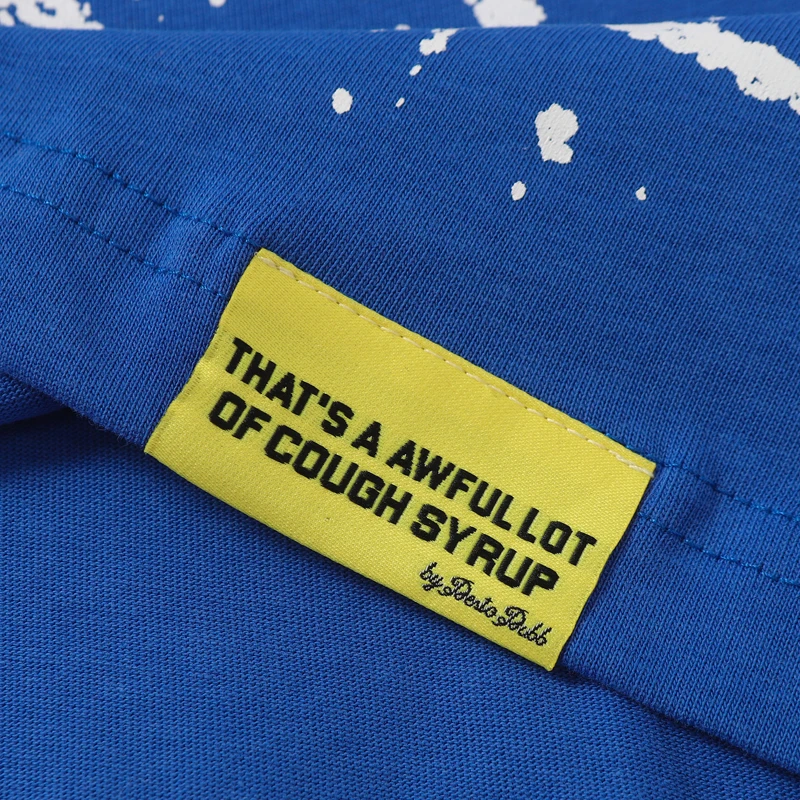 THAT'S A AWFUL LOT
OF COUGH SYRUP
by Desto Dubb